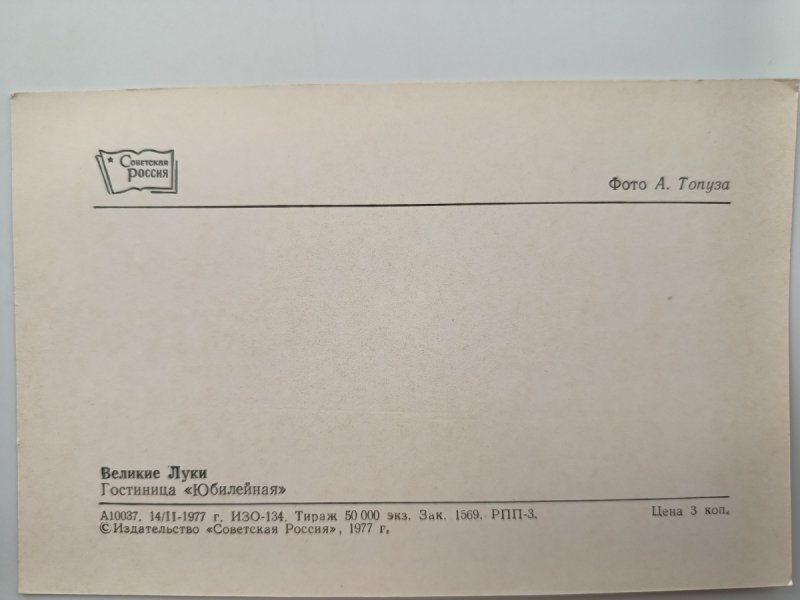 Советская
Россия
Фото А. Топуза
Великие Луки
Гостиница «Юбилейная»
А10037. 14/II-1977 г. ИЗО-134. Тираж 50 000 экз. Зак. 1569. РПП-3.
Цена 3 коп.
© Издательство «Советская Россия», 1977 г.